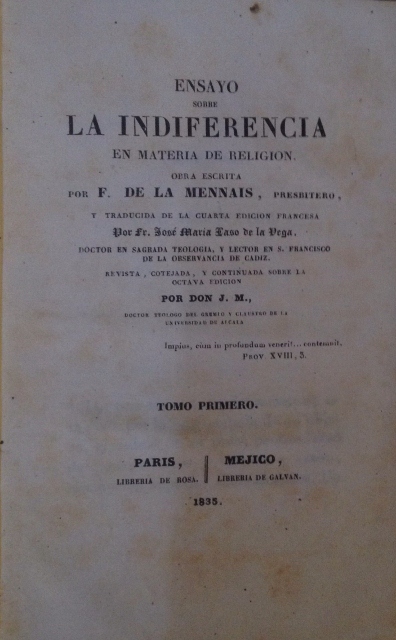 ENSAYO
SOBRE
LA INDIFERENCIA
EN MATERIA DE RELIGION.
OBRA ESCRITA
POR F. DE LA MENNAIS, PRESBITERO,
Y TRADUCIDA DE LA CUARTA EDICION FRANCESA
Por Fr. José Maria Laso de la Vega,
DOCTOR EN SAGRADA TEOLOGIA, Y LECTOR EN S. FRANCISCO
DE LA OBSERVANCIA DE CADIZ.
REVISTA, COTEJADA, Y CONTINUADA SOBRE LA
OCTAVA EDICION
POR DON J. M.,
DOCTOR TEOLOGO DEL GREMIO Y CLAUSTRO DE LA
UNIVERSIDAD DE ALCALA
Impius, cùm in profundum venerit... contemnit.
PROV XVIII, 3.
TOMO PRIMERO.
PARIS,
LIBRERIA DE ROSA.
MEJICO,
LIBRERIA DE GALVAN.
1835.